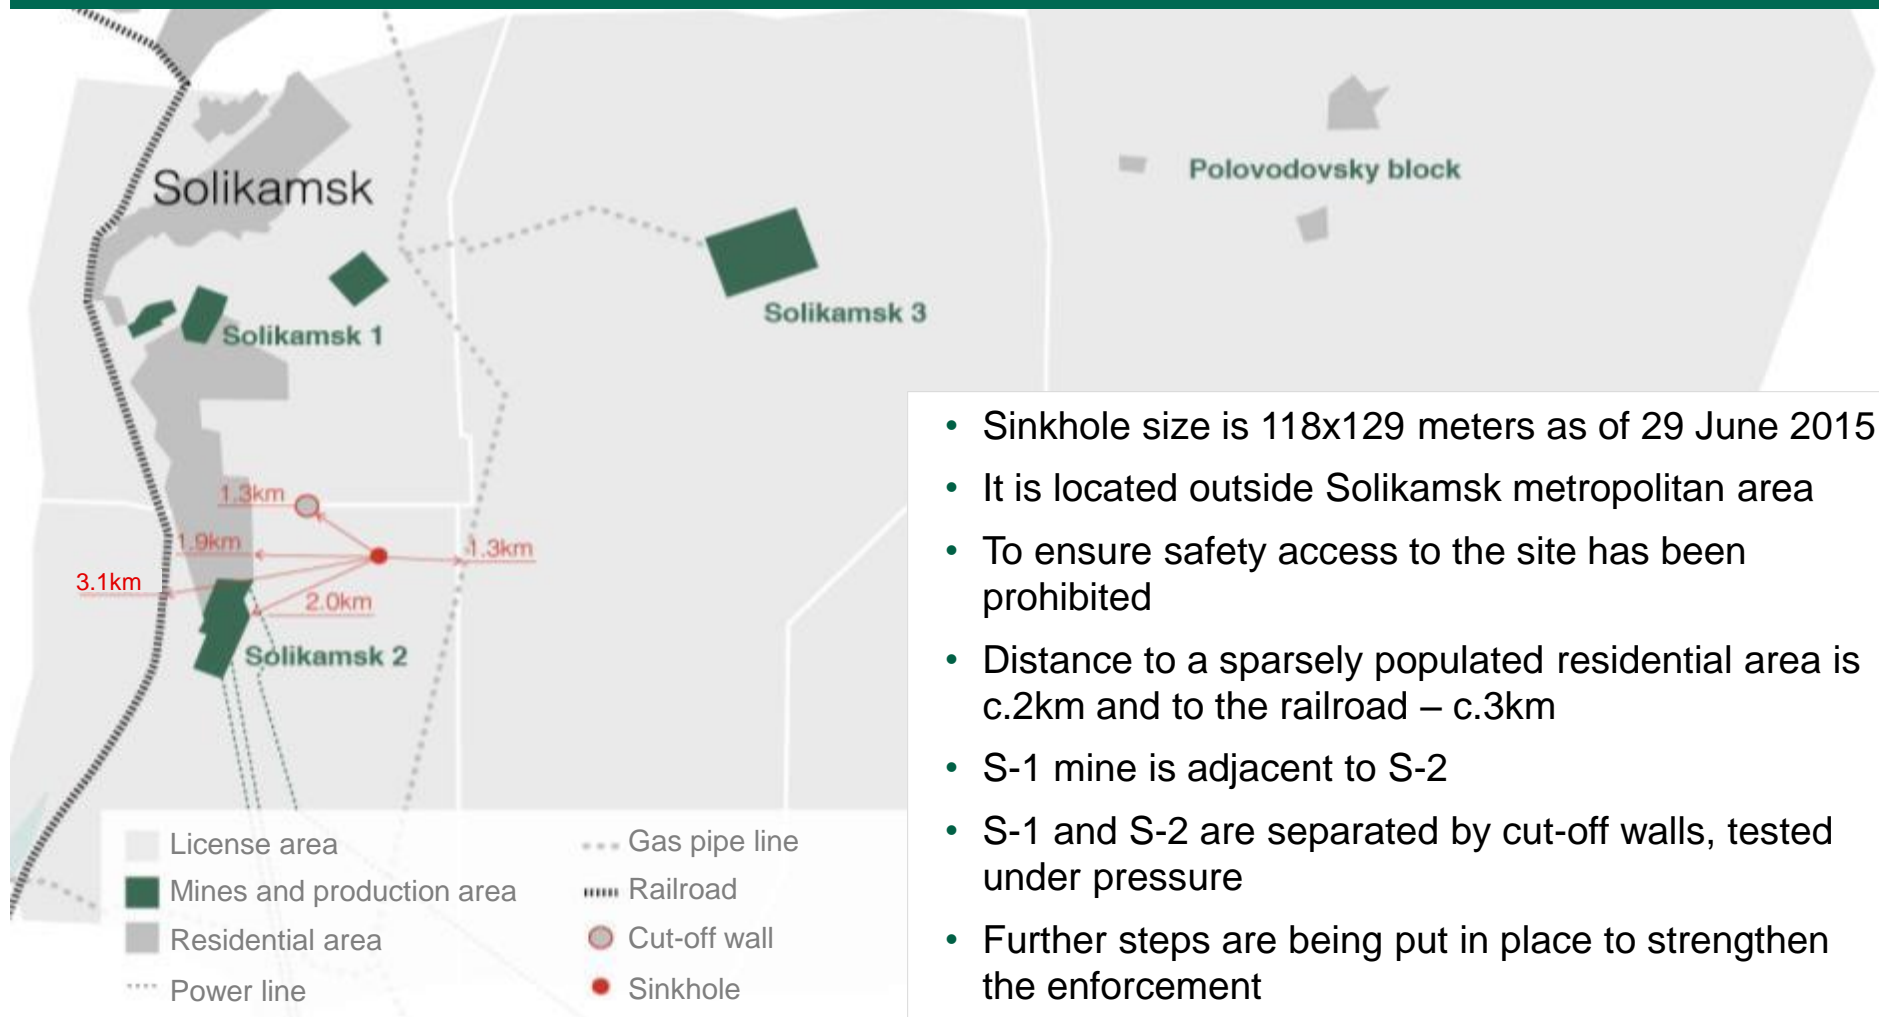 Solikamsk
Polovodovsky block
Solikamsk 3
Solikamsk 1
1.3km
1.9km
1.3km
3.1km
2.0km
Solikamsk 2
License area
Mines and production area
Residential area
Power line
Gas pipe line
Railroad
Cut-off wall
Sinkhole
• Sinkhole size is 118x129 meters as of 29 June 2015
• It is located outside Solikamsk metropolitan area
• To ensure safety access to the site has been
prohibited
• Distance to a sparsely populated residential area is
c.2km and to the railroad – c.3km
• S-1 mine is adjacent to S-2
• S-1 and S-2 are separated by cut-off walls, tested
under pressure
• Further steps are being put in place to strengthen
the enforcement